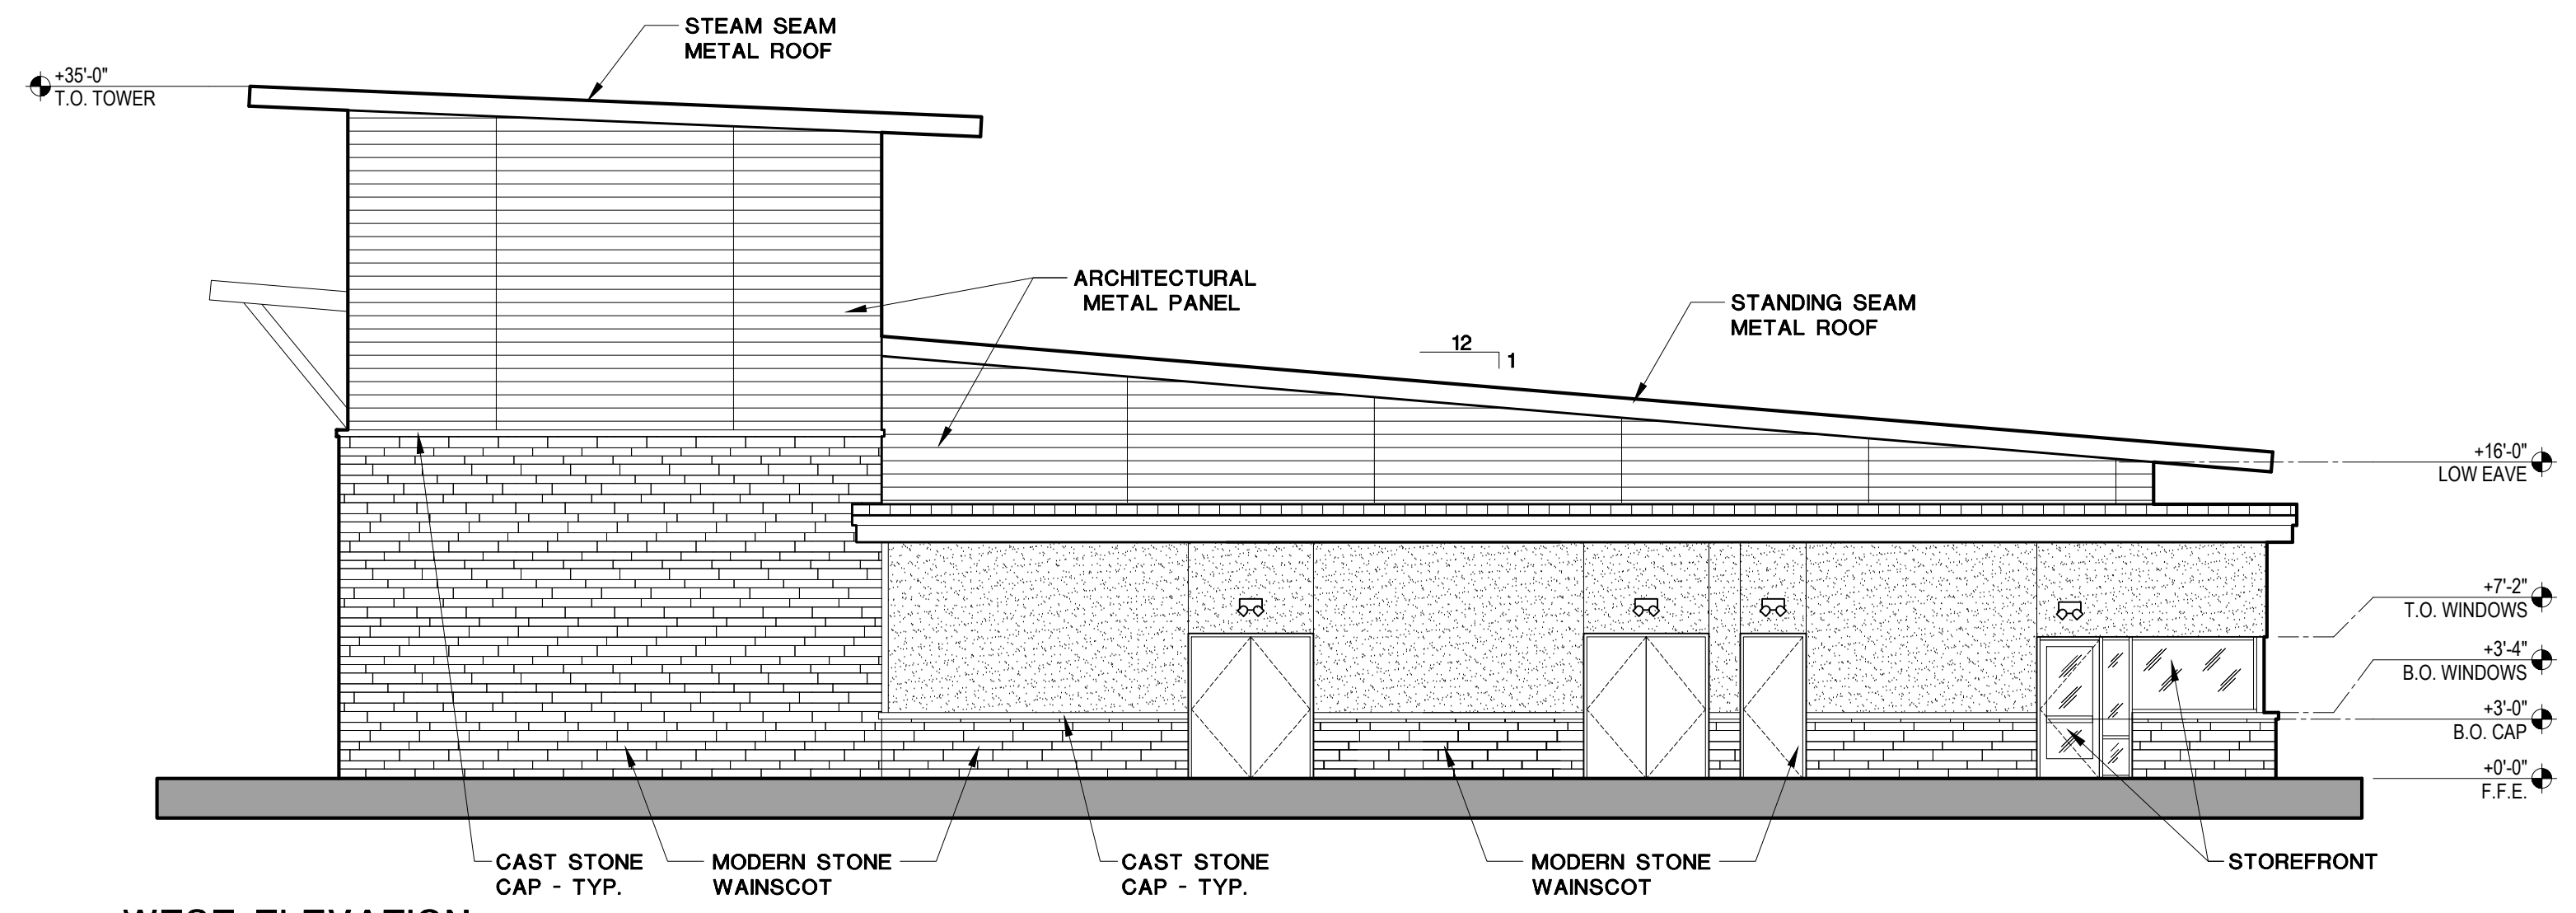 STEAM SEAM
METAL ROOF
+35'-0"
T.O. TOWER
ARCHITECTURAL
METAL PANEL
STANDING SEAM
METAL ROOF
12
1
+16'-0"
LOW EAVE
+7'-2"
T.O. WINDOWS
+3'-4"
B.O. WINDOWS
+3'-0"
B.O. CAP
+0'-0"
F.F.E.
CAST STONE
CAP - TYP.
MODERN STONE
WAINSCOT
CAST STONE
CAP - TYP.
MODERN STONE
WAINSCOT
STOREFRONT
WEST ELEVATION